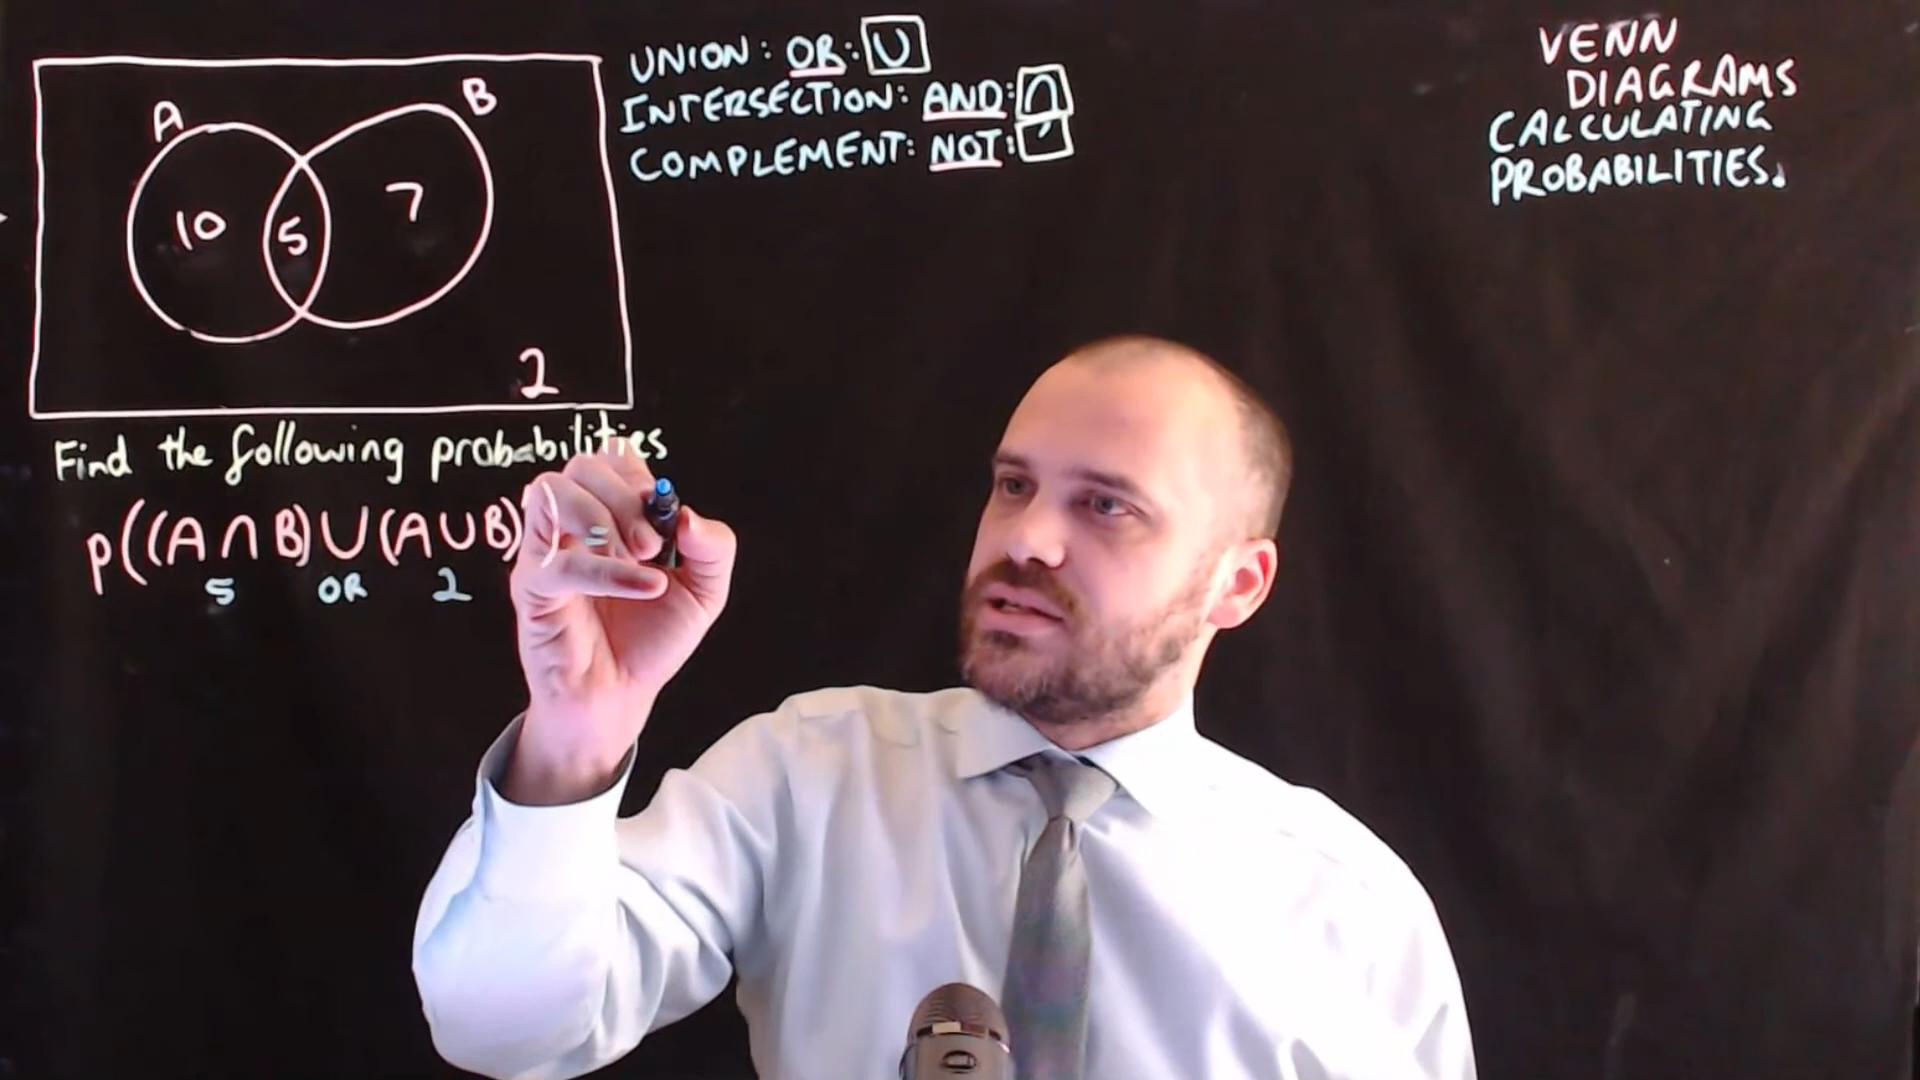 UNION: OR: ∪
INTERSECTION: AND: ∩
COMPLEMENT: NOT: ′
VENN
DIAGRAMS
CALCULATING
PROBABILITIES.
A
B
10
5
7
2
Find the following probabilities
p((A∩B)∪(A∪B)′) =
5 OR 2